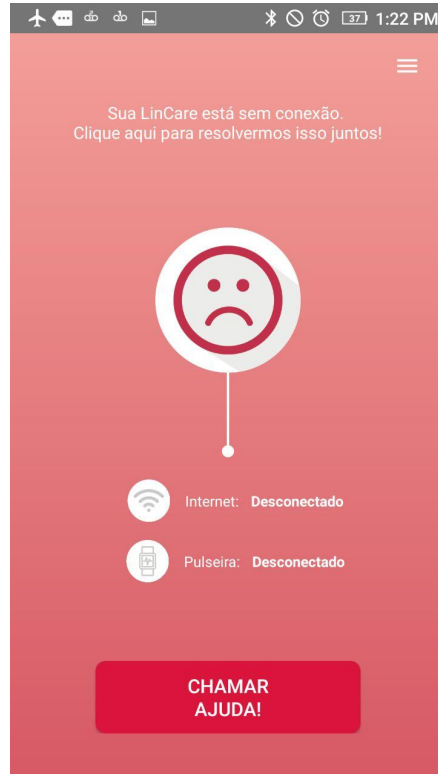 37 1:22 PM
Sua LinCare está sem conexão.
Clique aqui para resolvermos isso juntos!
Internet: Desconectado
Pulseira: Desconectado
CHAMAR
AJUDA!